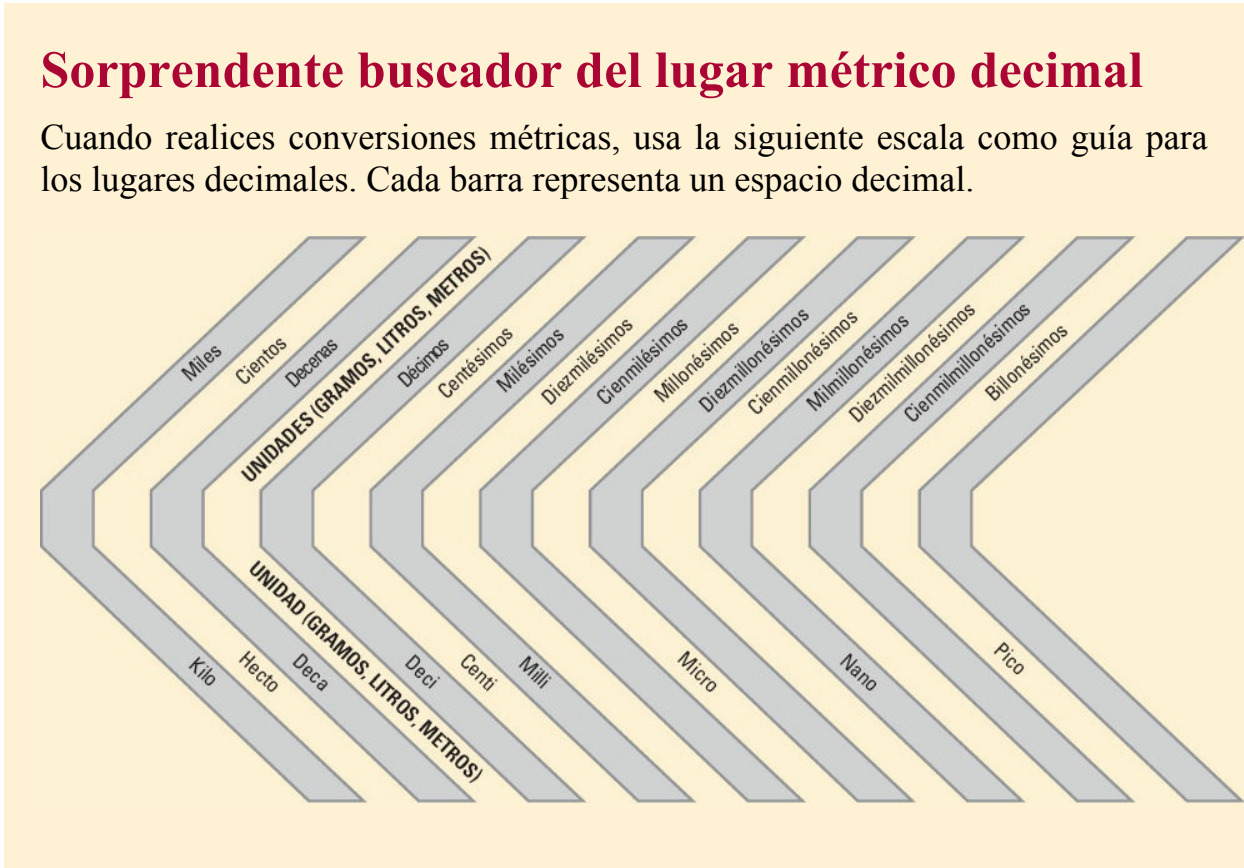 Sorprendente buscador del lugar métrico decimal
Cuando realices conversiones métricas, usa la siguiente escala como guía para
los lugares decimales. Cada barra representa un espacio decimal.
Miles
Cientos
Decenas
UNIDADES (GRAMOS, LITROS, METROS)
Décimos
Centésimos
Milésimos
Diezmilésimos
Cienmilésimos
Millonésimos
Diezmillonésimos
Cienmillonésimos
Milmillonésimos
Diezmilmillonésimos
Cienmilmillonésimos
Billonésimos
Kilo
Hecto
Deca
UNIDAD (GRAMOS, LITROS, METROS)
Deci
Centi
Milli
Micro
Nano
Pico